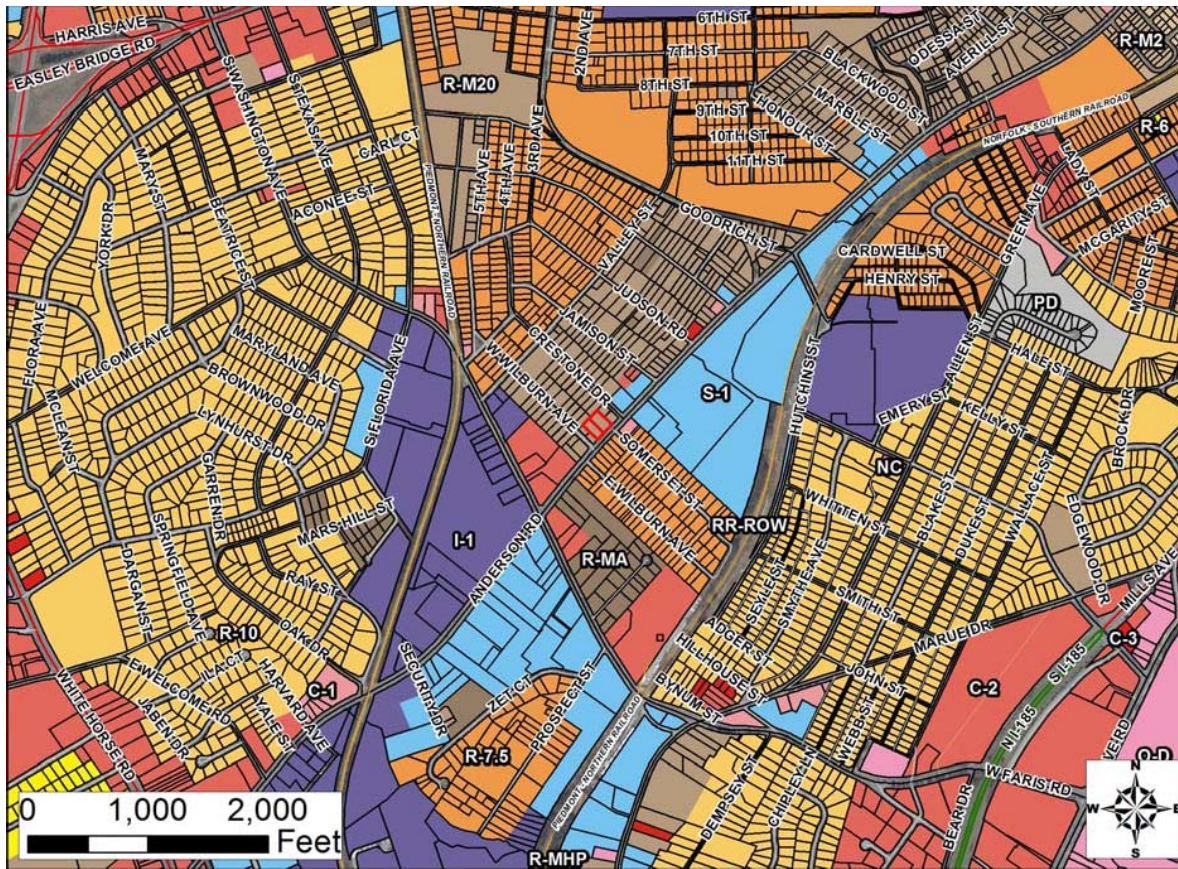 HARRIS AVE
EASLEY BRIDGE RD
S WASHINGTON AVE
S TEXAS AVE
CARL CT
MARY ST
BEATRICE ST
ACONEE ST
YORK DR
FLORA AVE
WELCOME AVE
MCLEAN ST
MARYLAND AVE
BROWNWOOD DR
LYNHURST DR
GARREN DR
S FLORIDA AVE
MARS HILL ST
SPRINGFIELD AVE
DARGAN ST
RAY ST
OAK DR
R-10
E WELCOME RD
ILA CT
HARVARD AVE
YALE ST
JASEN DR
WHITE HORSE RD
C-1
PIEDMONT - NORTHERN RAILROAD
R-M20
5TH AVE
4TH AVE
3RD AVE
2ND AVE
6TH ST
7TH ST
8TH ST
9TH ST
10TH ST
11TH ST
BLACKWOOD ST
MARBLE ST
HONOUR ST
ODESSA ST
AVERILL ST
R-M2
NORFOLK - SOUTHERN RAILROAD
R-6
LADY ST
MCGARITY ST
MOORE ST
GREEN AVE
GOODRICH ST
VALLEY ST
JUDSON RD
JAMISON ST
CRESTONE DR
W WILBURN AVE
CARDWELL ST
HENRY ST
PD
HALE ST
ALLEN ST
EMERY ST
KELLY ST
BROCK DR
HUTCHINS ST
S-1
SOMERSET ST
E WILBURN AVE
RR-ROW
NC
WHITTEN ST
BLAKE ST
DUKE ST
WALLACE ST
EDGEWOOD DR
I-1
ANDERSON RD
R-MA
SEXLE ST
SMYTHE AVE
SMITH ST
MARUE DR
MILLS AVE
C-3
ADGER ST
HILLHOUSE ST
BYNUM ST
JOHN ST
WEBB ST
C-2
S I-185
N I-185
SECURITY DR
ZET CT
PROSPECT ST
R-7.5
PIEDMONT - NORTHERN RAILROAD
R-MHP
DEMPSEY ST
CHIPLEY LN
W FARIS RD
BEAR DR
O-D
0 1,000 2,000
Feet
N
W E
S